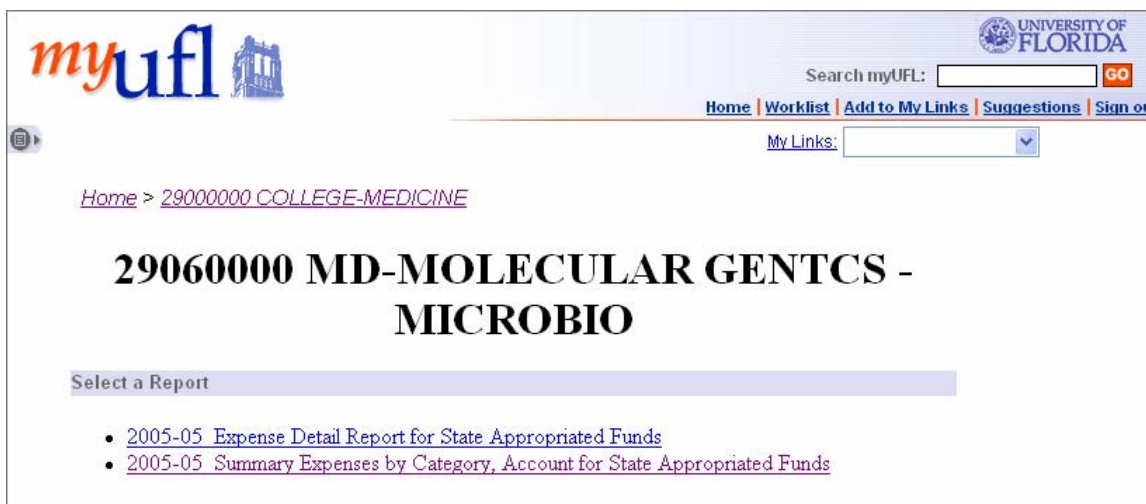 myufl
UNIVERSITY OF
FLORIDA
Search myUFL: GO
Home | Worklist | Add to My Links | Suggestions | Sign ou
My Links:
Home > 29000000 COLLEGE-MEDICINE
29060000 MD-MOLECULAR GENTCS -
MICROBIO
Select a Report
• 2005-05 Expense Detail Report for State Appropriated Funds
• 2005-05 Summary Expenses by Category, Account for State Appropriated Funds